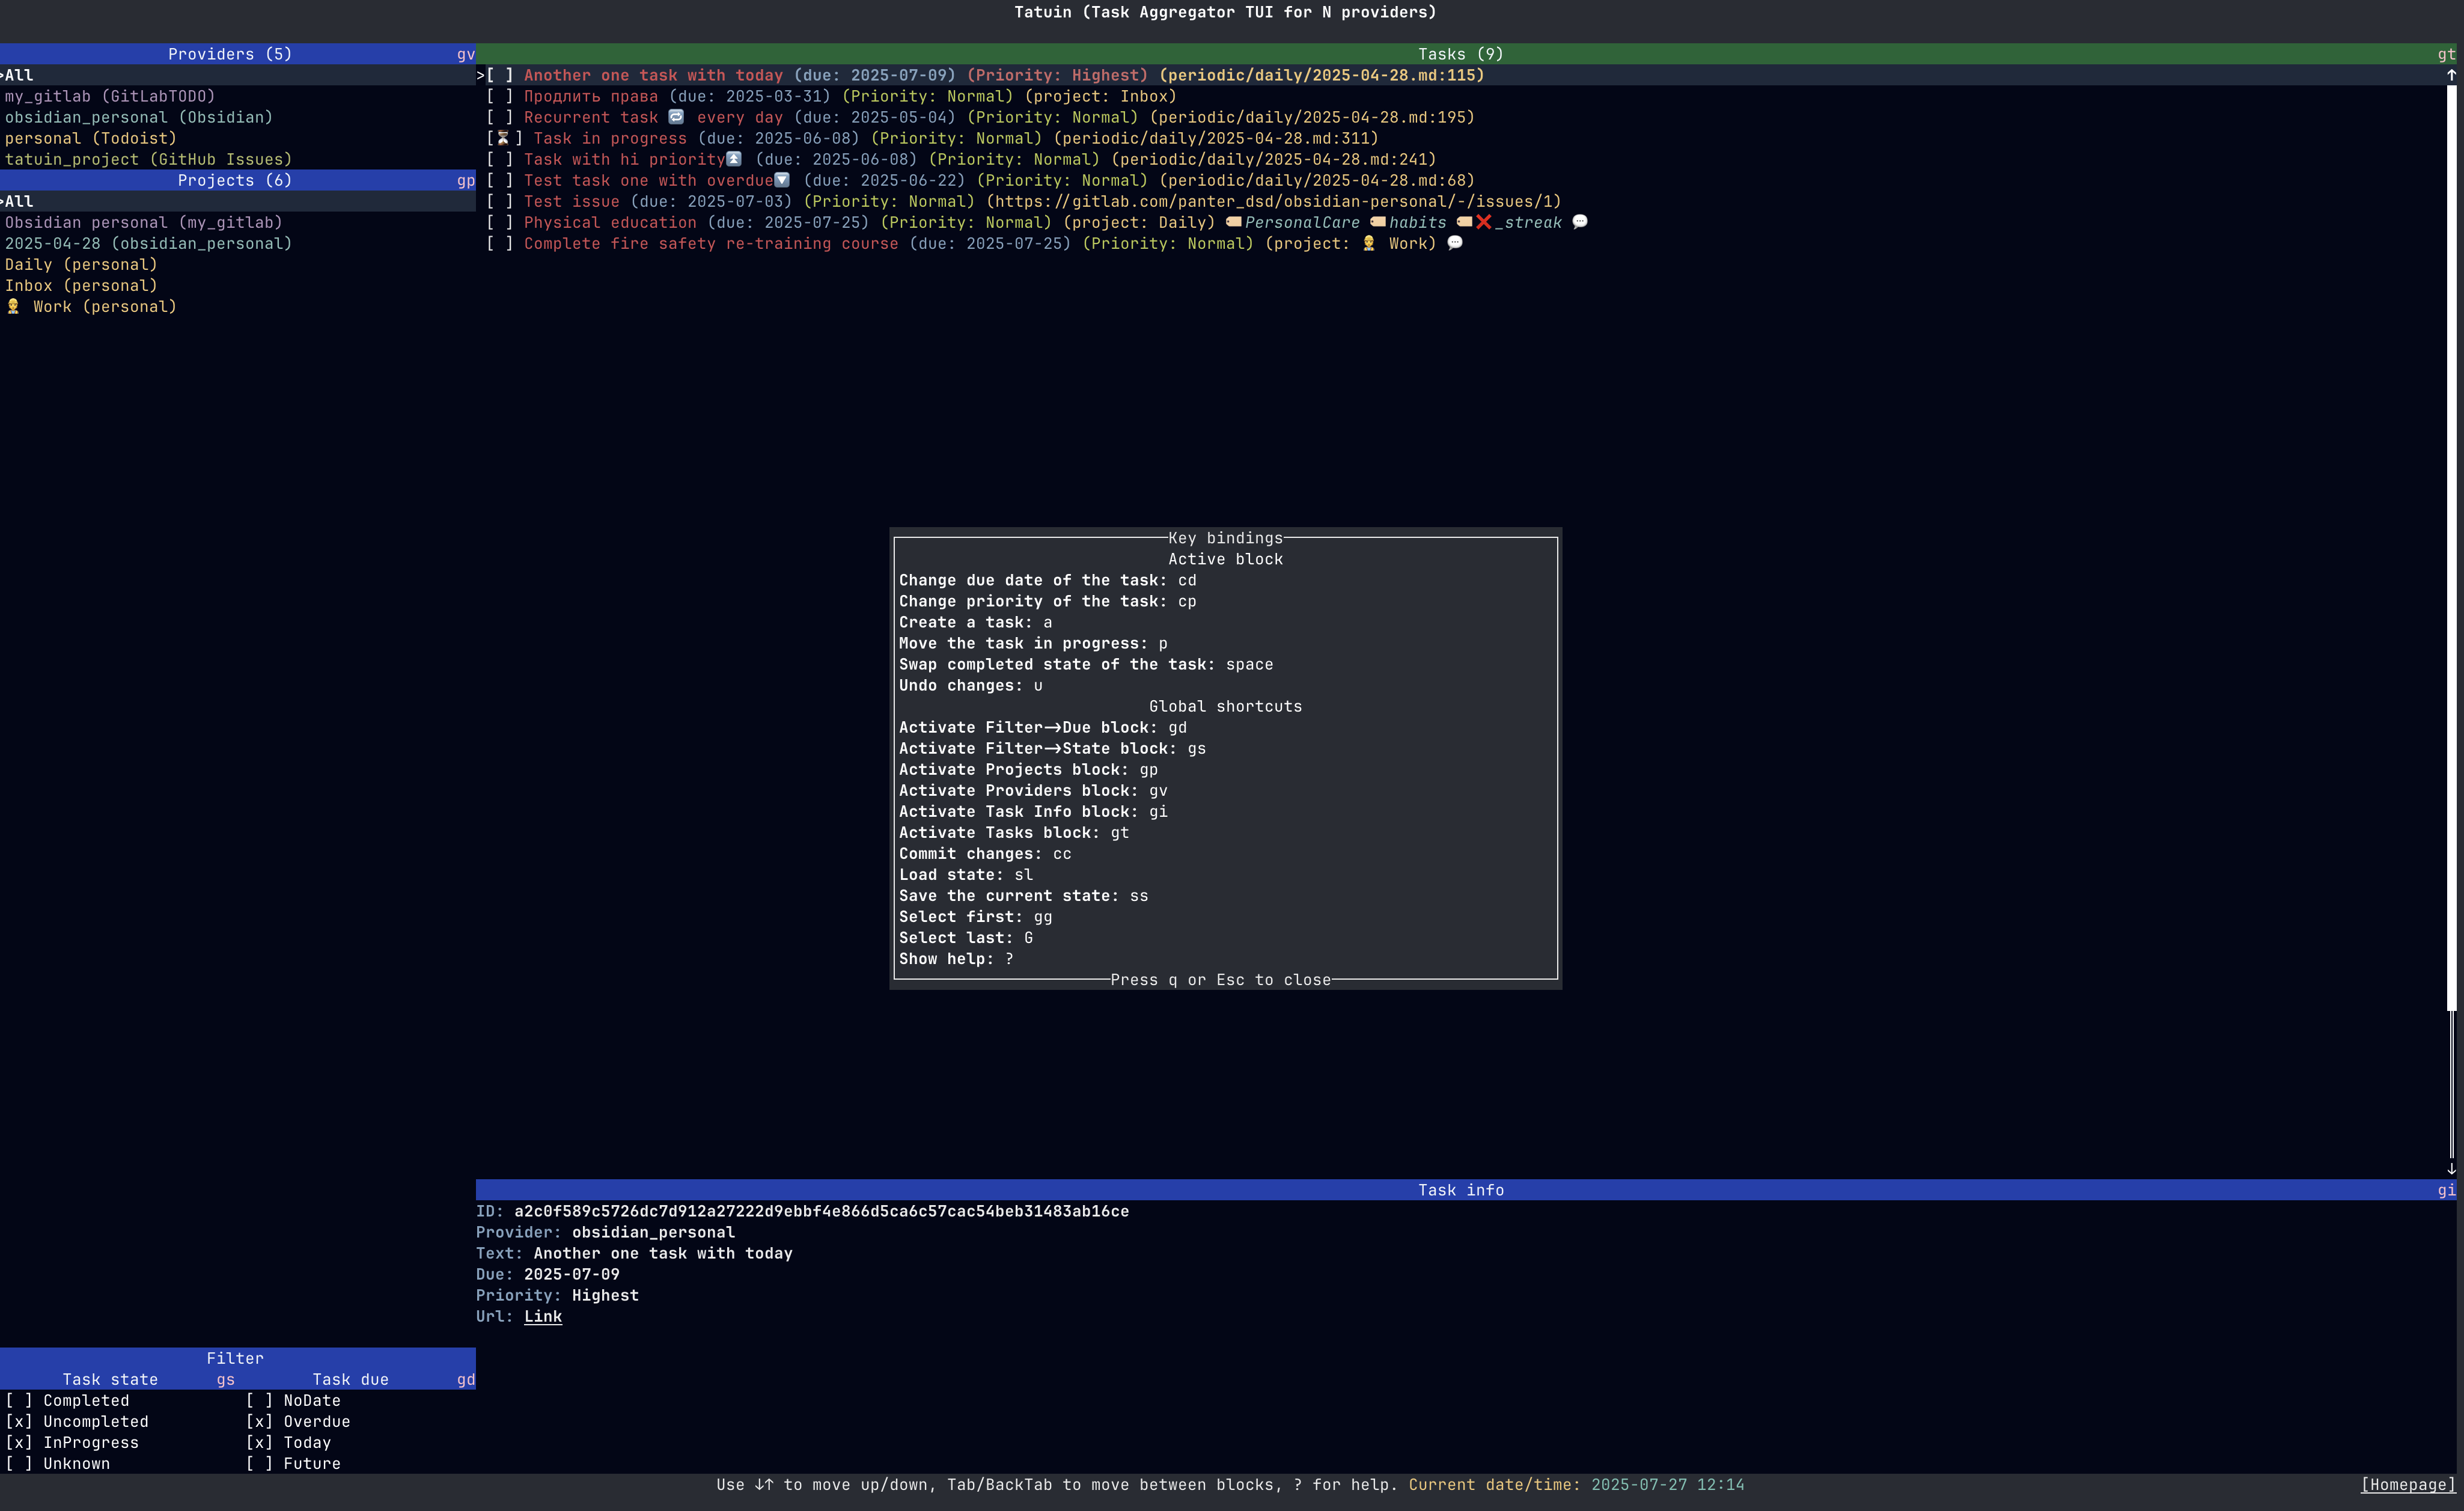 Tatuin (Task Aggregator TUI for N providers)
Providers (5) gv
>All
my_gitlab (GitLabTODO)
obsidian_personal (Obsidian)
personal (Todoist)
tatuin_project (GitHub Issues)
Projects (6) gp
>All
Obsidian personal (my_gitlab)
2025-04-28 (obsidian_personal)
Daily (personal)
Inbox (personal)
👷 Work (personal)
Tasks (9) gt
>[ ] Another one task with today (due: 2025-07-09) (Priority: Highest) (periodic/daily/2025-04-28.md:115)
[ ] Продлить права (due: 2025-03-31) (Priority: Normal) (project: Inbox)
[ ] Recurrent task 🔁 every day (due: 2025-05-04) (Priority: Normal) (periodic/daily/2025-04-28.md:195)
[⏳] Task in progress (due: 2025-06-08) (Priority: Normal) (periodic/daily/2025-04-28.md:311)
[ ] Task with hi priority⏫ (due: 2025-06-08) (Priority: Normal) (periodic/daily/2025-04-28.md:241)
[ ] Test task one with overdue🔽 (due: 2025-06-22) (Priority: Normal) (periodic/daily/2025-04-28.md:68)
[ ] Test issue (due: 2025-07-03) (Priority: Normal) (https://gitlab.com/panter_dsd/obsidian-personal/-/issues/1)
[ ] Physical education (due: 2025-07-25) (Priority: Normal) (project: Daily) 🏷️PersonalCare 🏷️habits 🏷️❌_streak 💬
[ ] Complete fire safety re-training course (due: 2025-07-25) (Priority: Normal) (project: 👷 Work) 💬
Key bindings
Active block
Change due date of the task: cd
Change priority of the task: cp
Create a task: a
Move the task in progress: p
Swap completed state of the task: space
Undo changes: u
Global shortcuts
Activate Filter->Due block: gd
Activate Filter->State block: gs
Activate Projects block: gp
Activate Providers block: gv
Activate Task Info block: gi
Activate Tasks block: gt
Commit changes: cc
Load state: sl
Save the current state: ss
Select first: gg
Select last: G
Show help: ?
Press q or Esc to close
Task info gi
ID: a2c0f589c5726dc7d912a27222d9ebbf4e866d5ca6c57cac54beb31483ab16ce
Provider: obsidian_personal
Text: Another one task with today
Due: 2025-07-09
Priority: Highest
Url: Link
Filter
Task state gs Task due gd
[ ] Completed [ ] NoDate
[x] Uncompleted [x] Overdue
[x] InProgress [x] Today
[ ] Unknown [ ] Future
Use ↓↑ to move up/down, Tab/BackTab to move between blocks, ? for help. Current date/time: 2025-07-27 12:14
[Homepage]